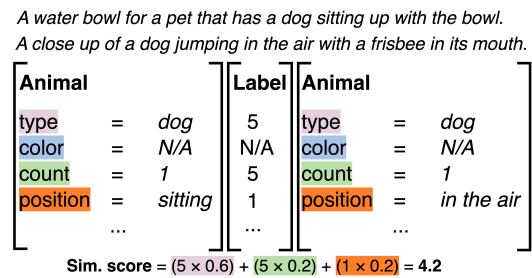 A water bowl for a pet that has a dog sitting up with the bowl.
A close up of a dog jumping in the air with a frisbee in its mouth.
Animal Label Animal
type = dog 5 type = dog
color = N/A N/A color = N/A
count = 1 5 count = 1
position = sitting 1 position = in the air
... ... ...
Sim. score = (5 × 0.6) + (5 × 0.2) + (1 × 0.2) = 4.2